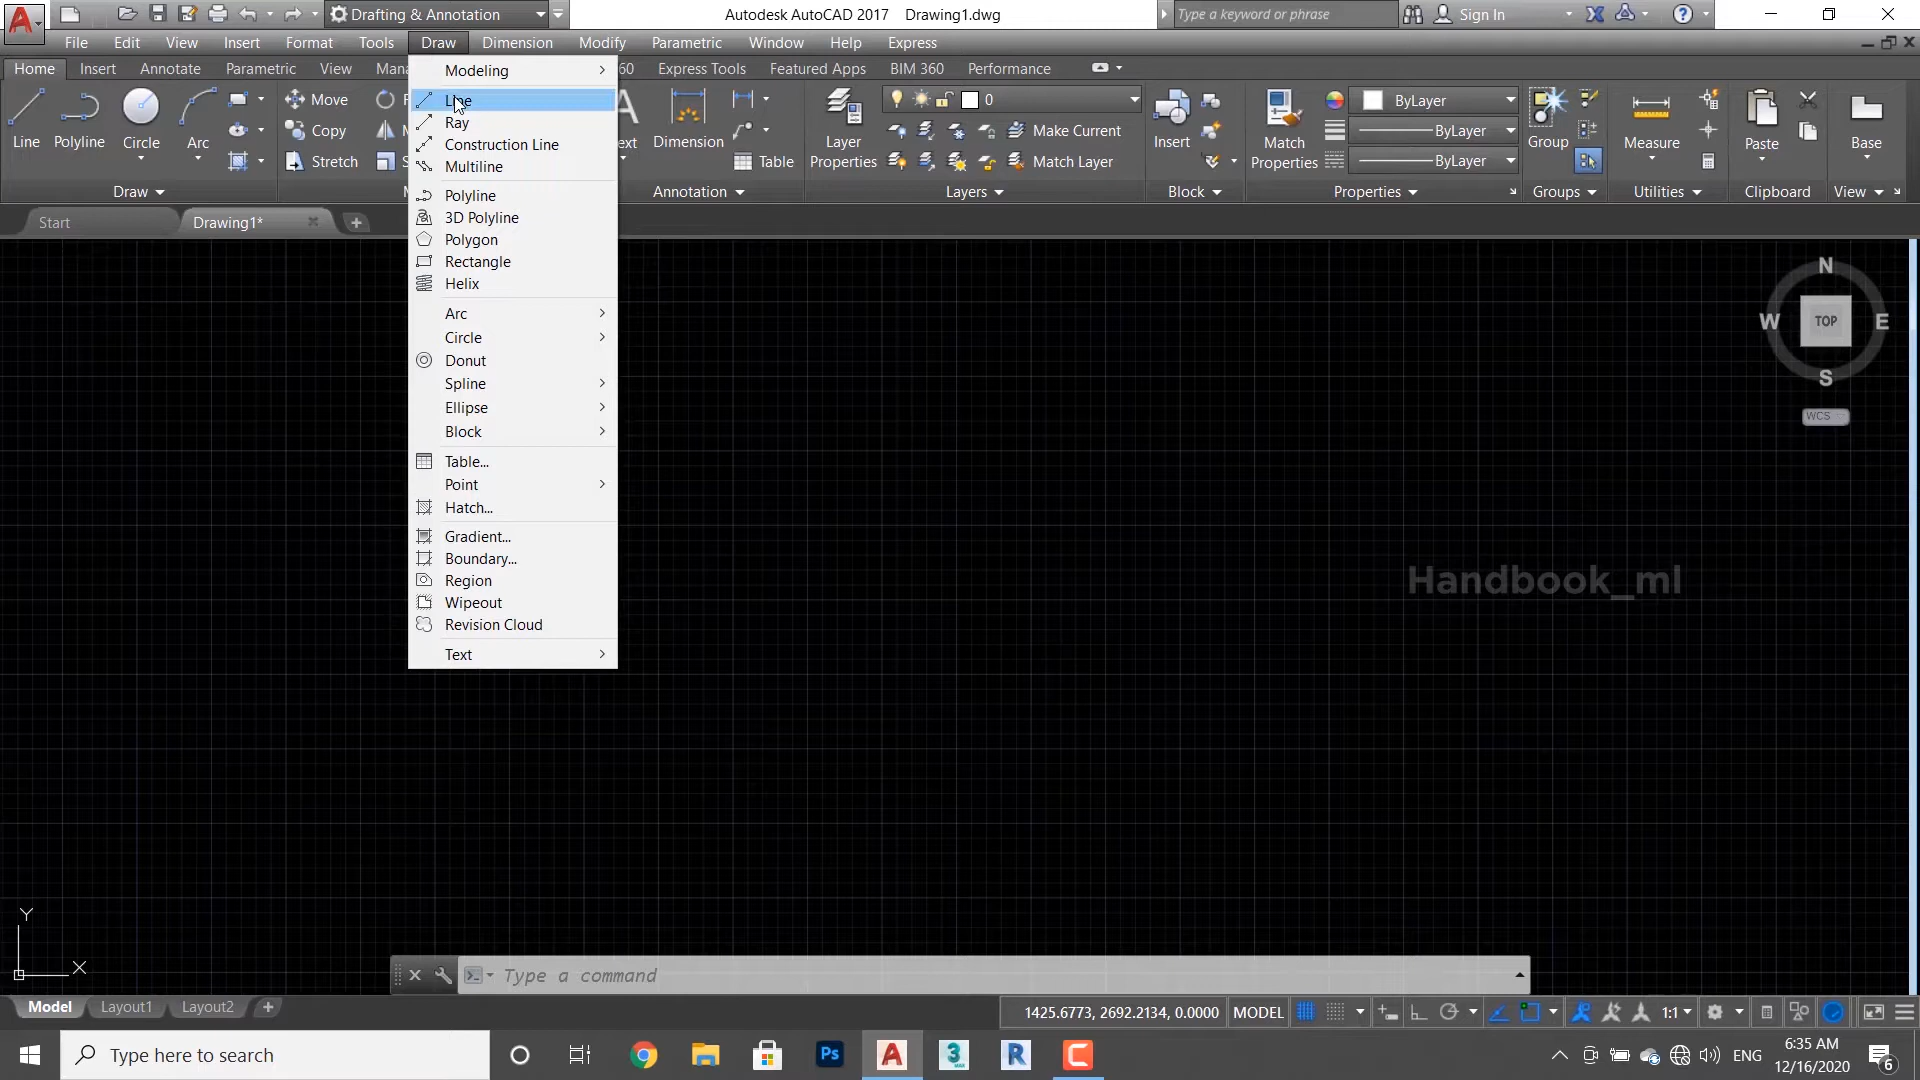 Drafting & Annotation
Autodesk AutoCAD 2017 Drawing1.dwg
Type a keyword or phrase
Sign In
File Edit View Insert Format Tools Draw Dimension Modify Parametric Window Help Express
Home Insert Annotate Parametric View Mana 60 Express Tools Featured Apps BIM 360 Performance
Line Polyline Circle Arc
Move
Copy
Stretch
Draw
Dimension
Table
Annotation
Layer Properties
0
Make Current
Match Layer
Layers
Insert
Block
Match Properties
ByLayer
ByLayer
ByLayer
Properties
Group
Groups
Measure
Utilities
Paste
Clipboard
Base
View
Start Drawing1*
Modeling
Line
Ray
Construction Line
Multiline
Polyline
3D Polyline
Polygon
Rectangle
Helix
Arc
Circle
Donut
Spline
Ellipse
Block
Table...
Point
Hatch...
Gradient...
Boundary...
Region
Wipeout
Revision Cloud
Text
N
W TOP E
S
WCS
Handbook_ml
Y
X
Type a command
Model Layout1 Layout2
1425.6773, 2692.2134, 0.0000 MODEL 1:1
Type here to search
Ps
3
R
ENG
6:35 AM
12/16/2020
6